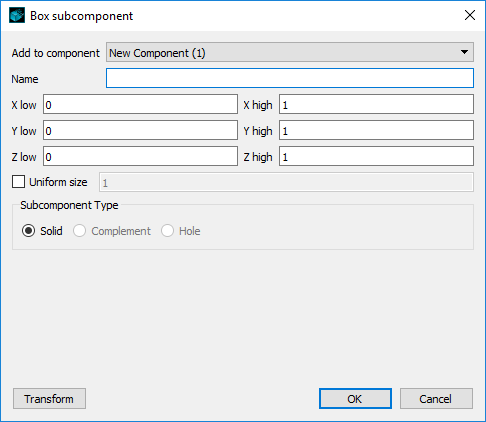 Box subcomponent
Add to component New Component (1)
Name
X low 0 X high 1
Y low 0 Y high 1
Z low 0 Z high 1
Uniform size 1
Subcomponent Type
Solid Complement Hole
Transform OK Cancel